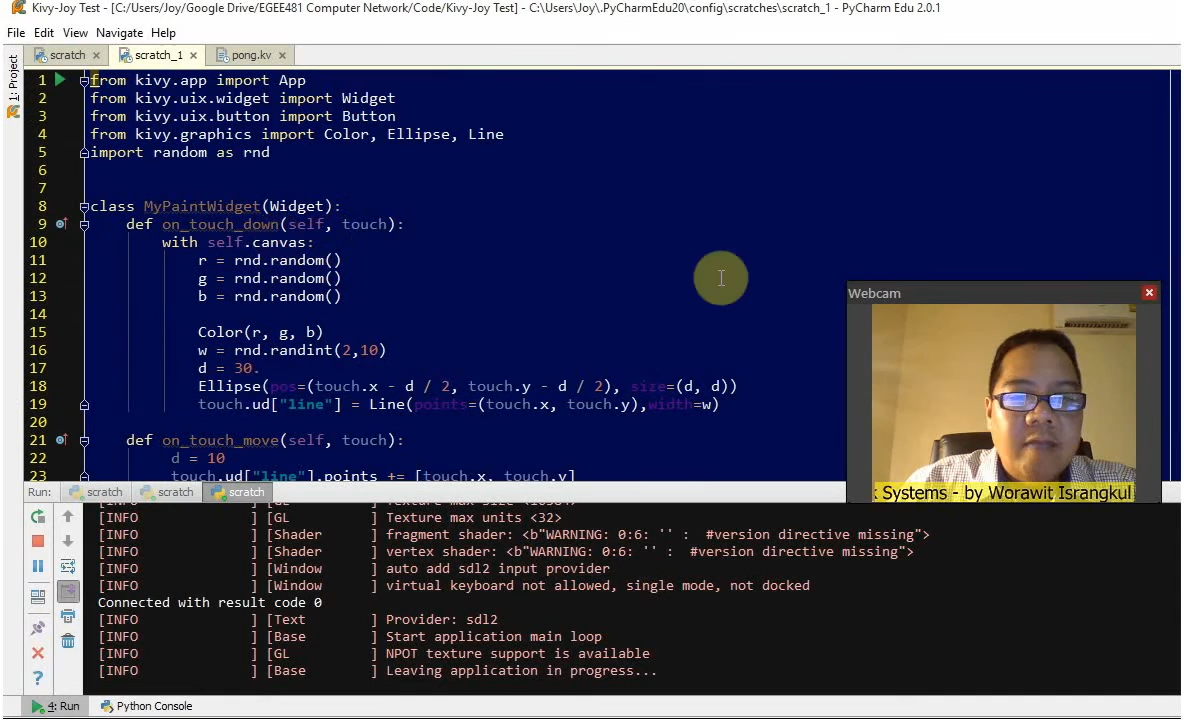 Kivy-Joy Test - [C:/Users/Joy/Google Drive/EGEE481 Computer Network/Code/Kivy-Joy Test] - C:\Users\Joy\.PyCharmEdu20\config\scratches\scratch_1 - PyCharm Edu 2.0.1
File Edit View Navigate Help
scratch scratch_1 pong.kv
1: Project
1 from kivy.app import App
2 from kivy.uix.widget import Widget
3 from kivy.uix.button import Button
4 from kivy.graphics import Color, Ellipse, Line
5 import random as rnd
6
7
8 class MyPaintWidget(Widget):
9 def on_touch_down(self, touch):
10 with self.canvas:
11 r = rnd.random()
12 g = rnd.random()
13 b = rnd.random()
14
15 Color(r, g, b)
16 w = rnd.randint(2,10)
17 d = 30.
18 Ellipse(pos=(touch.x - d / 2, touch.y - d / 2), size=(d, d))
19 touch.ud["line"] = Line(points=(touch.x, touch.y),width=w)
20
21 def on_touch_move(self, touch):
22 d = 10
23 touch.ud["line"].points += [touch.x, touch.y]
Webcam
Systems - by Worawit Israngkul
Run: scratch scratch scratch
[INFO ] [GL ] Texture max size <16384>
[INFO ] [GL ] Texture max units <32>
[INFO ] [Shader ] fragment shader: <b"WARNING: 0:6: '' : #version directive missing">
[INFO ] [Shader ] vertex shader: <b"WARNING: 0:6: '' : #version directive missing">
[INFO ] [Window ] auto add sdl2 input provider
[INFO ] [Window ] virtual keyboard not allowed, single mode, not docked
Connected with result code 0
[INFO ] [Text ] Provider: sdl2
[INFO ] [Base ] Start application main loop
[INFO ] [GL ] NPOT texture support is available
[INFO ] [Base ] Leaving application in progress...
4: Run Python Console